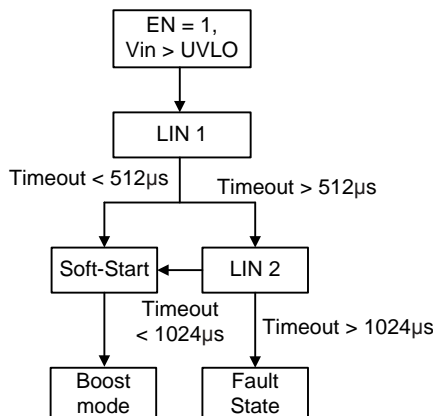 EN = 1,
Vin > UVLO
LIN 1
Timeout < 512µs
Timeout > 512µs
Soft-Start
LIN 2
Timeout
< 1024µs
Timeout > 1024µs
Boost
mode
Fault
State